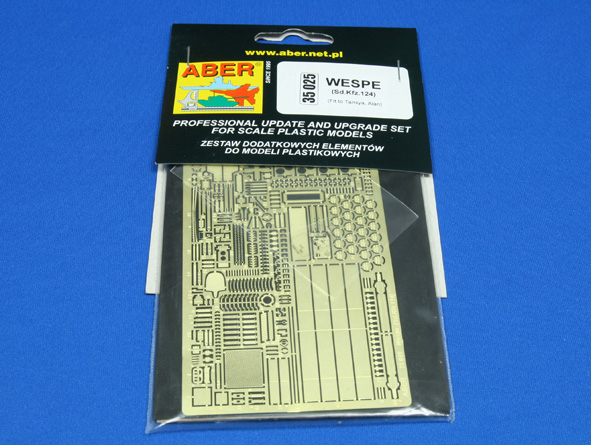 www.aber.net.pl
ABER
SINCE 1995
35 025
WESPE
(Sd.Kfz.124)
(Fit to Tamiya, Alan)
PROFESSIONAL UPDATE AND UPGRADE SET
FOR SCALE PLASTIC MODELS
ZESTAW DODATKOWYCH ELEMENTÓW
DO MODELI PLASTIKOWYCH